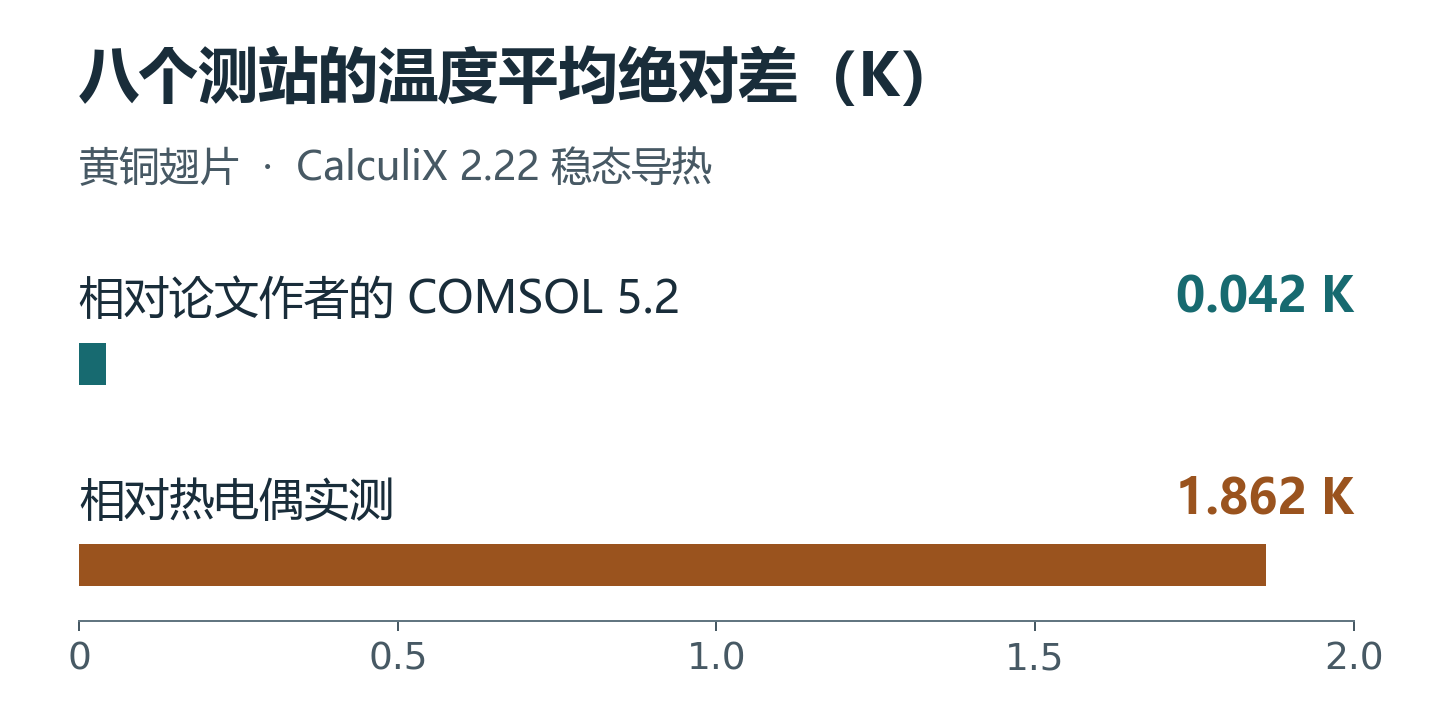 八个测站的温度平均绝对差（K）
黄铜翅片 · CalculiX 2.22 稳态导热
相对论文作者的 COMSOL 5.2
0.042 K
相对热电偶实测
1.862 K
0 0.5 1.0 1.5 2.0